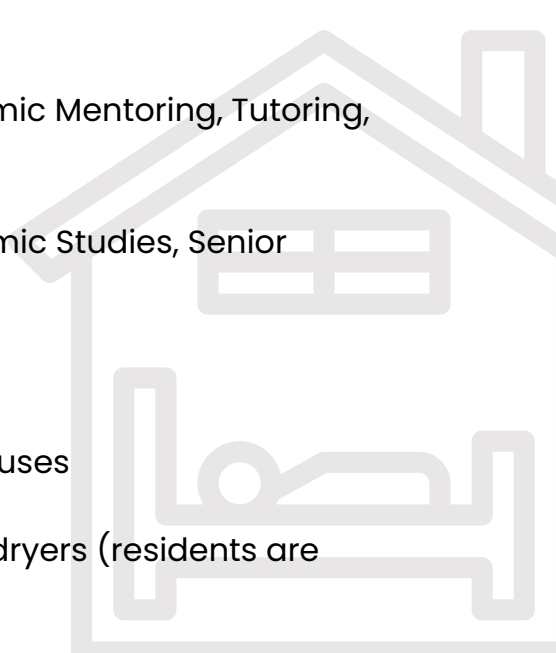 mic Mentoring, Tutoring,
mic Studies, Senior
uses
dryers (residents are